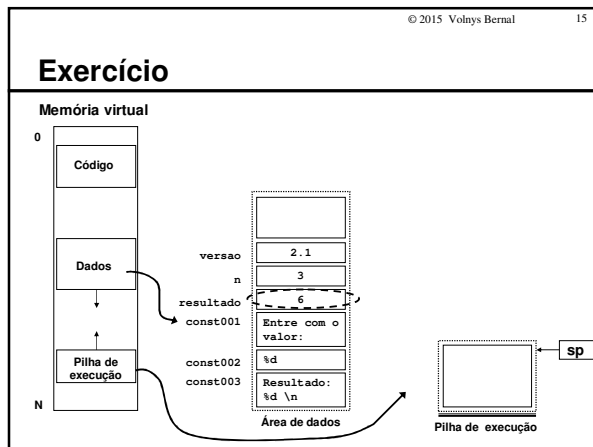 © 2015 Volnys Bernal 15
Exercício
Memória virtual
0
Código
Dados
Pilha de
execução
N
versao 2.1
n 3
resultado 6
const001 Entre com o
valor:
const002 %d
const003 Resultado:
%d \n
Área de dados
sp
Pilha de execução